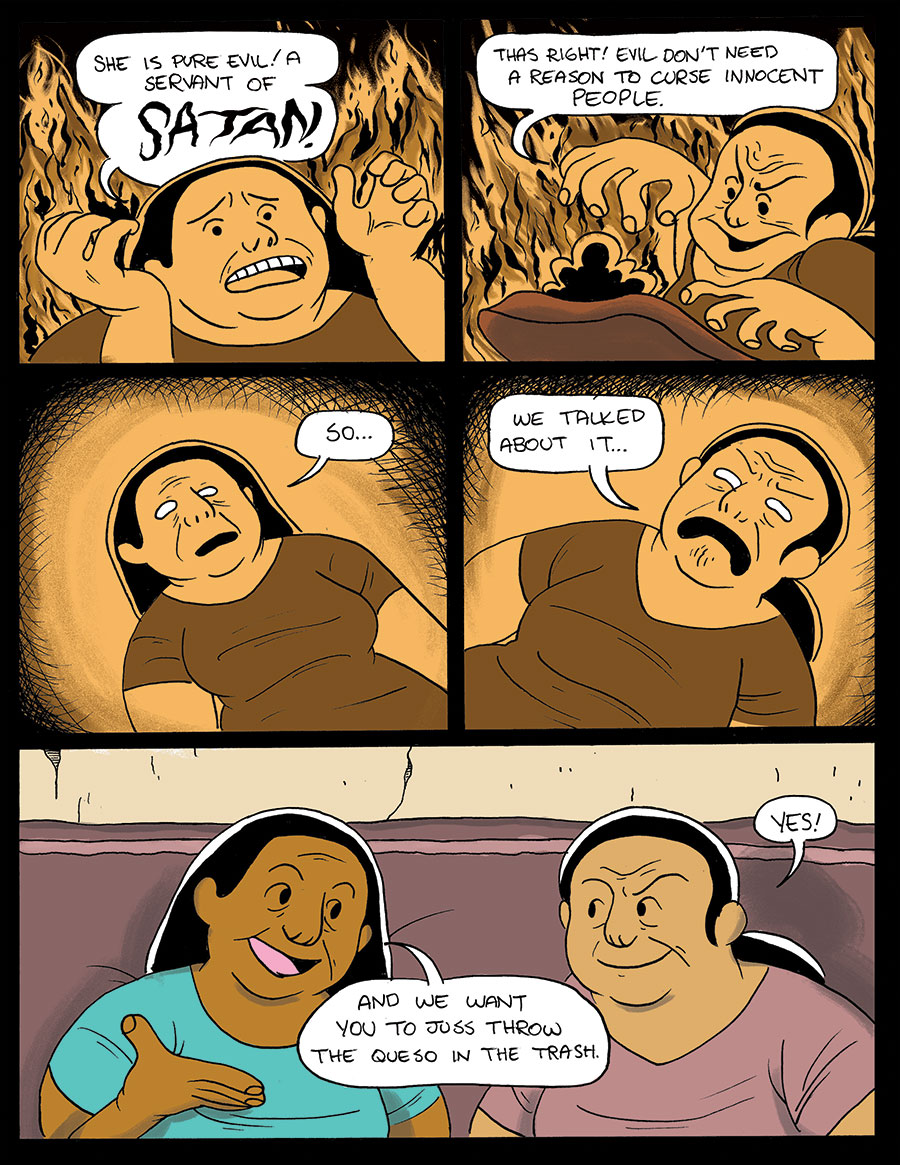 SHE IS PURE EVIL! A
SERVANT OF
SATAN!
THAS RIGHT! EVIL DON'T NEED
A REASON TO CURSE INNOCENT
PEOPLE.
SO...
WE TALKED
ABOUT IT...
AND WE WANT
YOU TO JUSS THROW
THE QUESO IN THE TRASH.
YES!